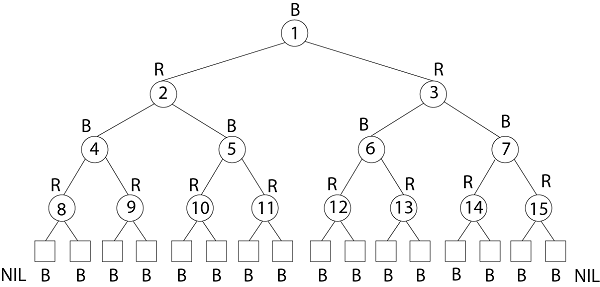 B
1
R R
2 3
B B B B
4 5 6 7
R R R R R R R R
8 9 10 11 12 13 14 15
NIL B B B B B B B B B B B B B B B B NIL